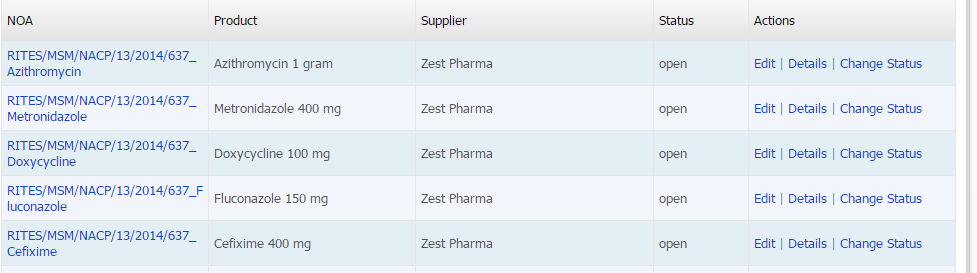 NOA Product Supplier Status Actions
RITES/MSM/NACP/13/2014/637_
Azithromycin Azithromycin 1 gram Zest Pharma open Edit | Details | Change Status
RITES/MSM/NACP/13/2014/637_
Metronidazole Metronidazole 400 mg Zest Pharma open Edit | Details | Change Status
RITES/MSM/NACP/13/2014/637_
Doxycycline Doxycycline 100 mg Zest Pharma open Edit | Details | Change Status
RITES/MSM/NACP/13/2014/637_F
luconazole Fluconazole 150 mg Zest Pharma open Edit | Details | Change Status
RITES/MSM/NACP/13/2014/637_
Cefixime Cefixime 400 mg Zest Pharma open Edit | Details | Change Status